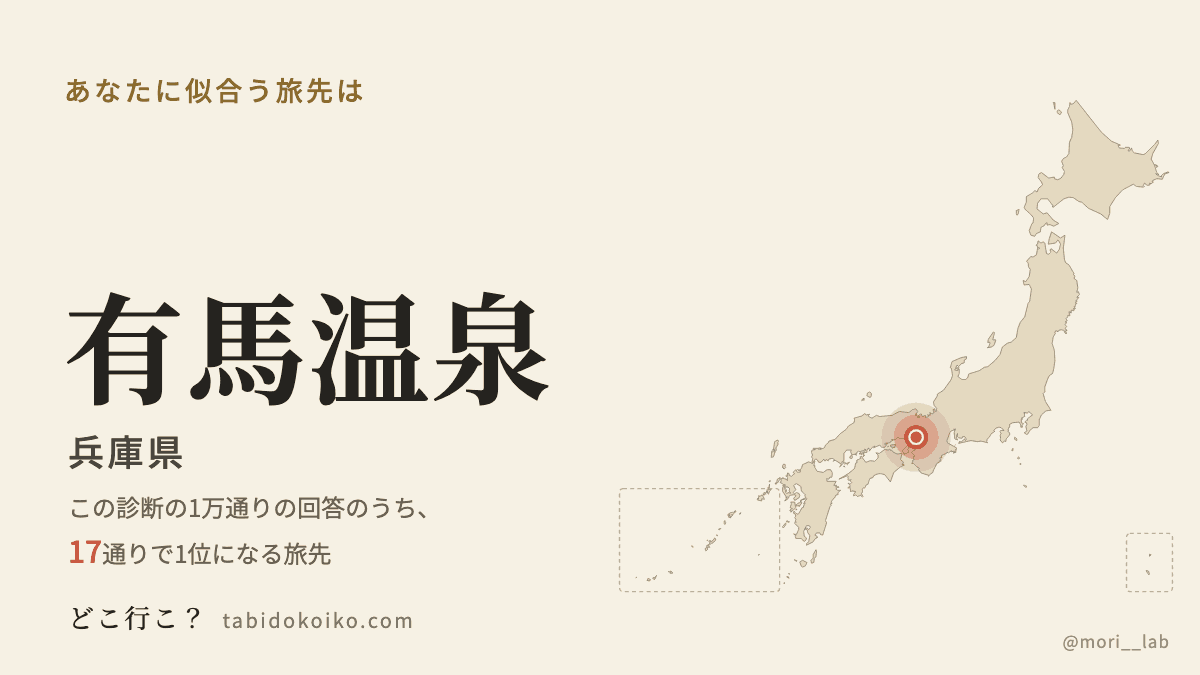 あなたに似合う旅先は
有馬温泉
兵庫県
この診断の1万通りの回答のうち、
17通りで1位になる旅先
どこ行こ？ tabidokoiko.com
@mori__lab